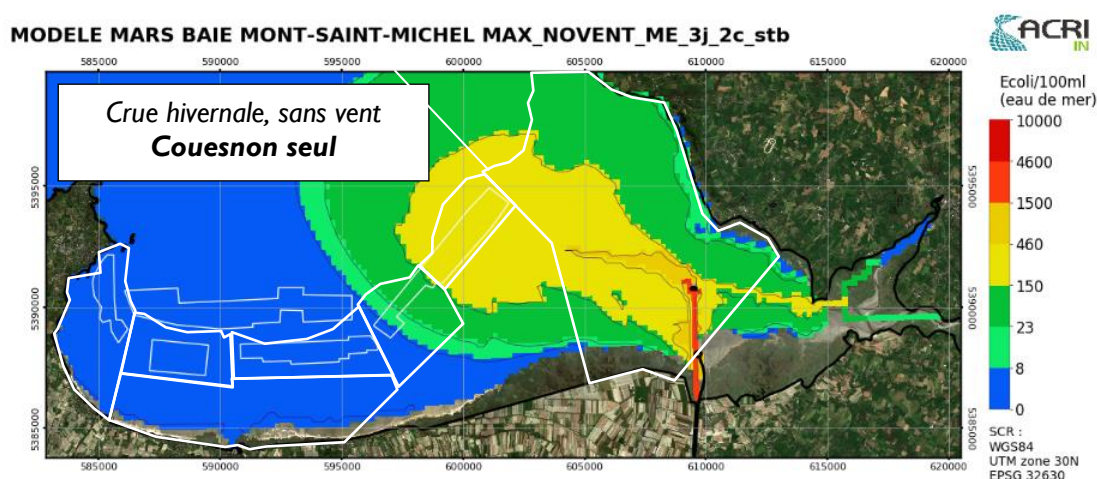 MODELE MARS BAIE MONT-SAINT-MICHEL MAX_NOVENT_ME_3j_2c_stb
ACRI
IN
585000 590000 595000 600000 605000 610000 615000 620000
Crue hivernale, sans vent
Couesnon seul
5395000
5390000
5385000
5395000
5390000
5385000
585000 590000 595000 600000 605000 610000 615000 620000
Ecoli/100ml
(eau de mer)
10000
4600
1500
460
150
23
8
0
SCR :
WGS84
UTM zone 30N
EPSG 32630